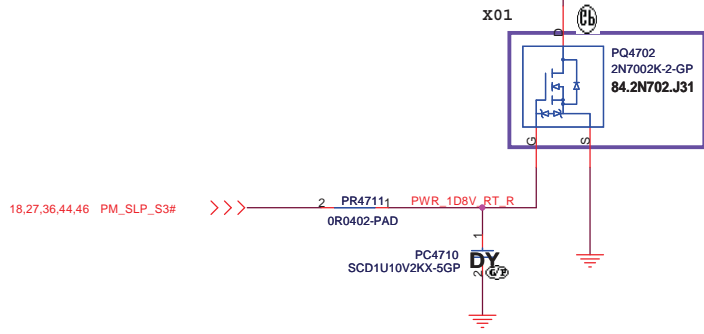 X01
Cb
D
PQ4702
2N7002K-2-GP
84.2N702.J31
G
S
18,27,36,44,46 PM_SLP_S3#
2 PR4711 1 PWR_1D8V_RT_R
0R0402-PAD
1
PC4710
SCD1U10V2KX-5GP
DY
G/P
2